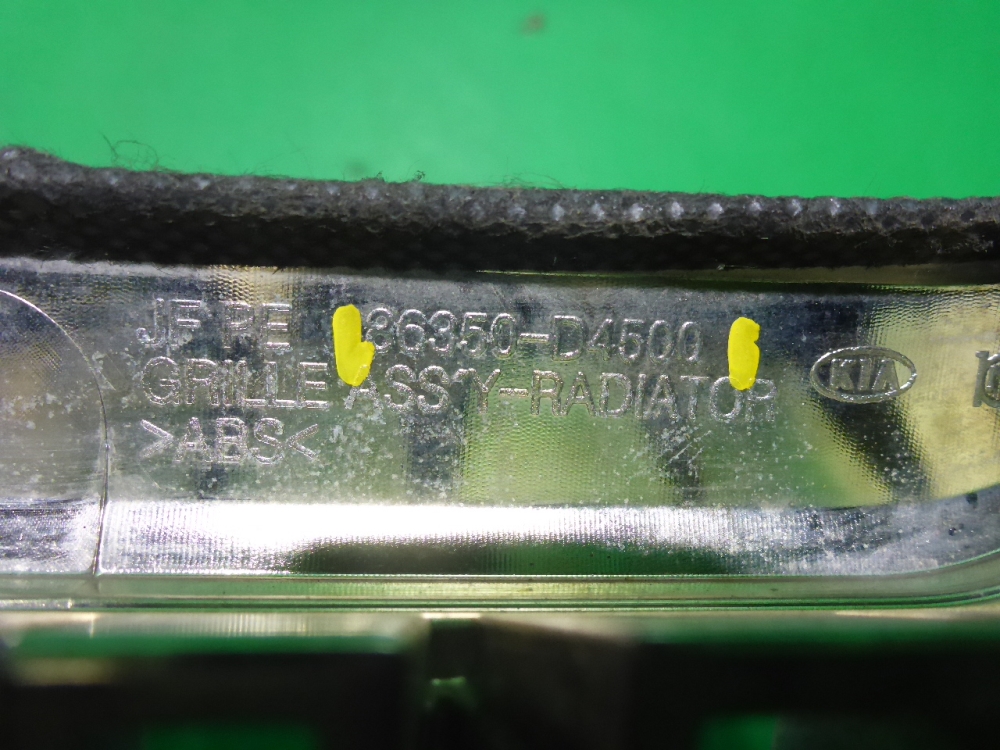 JF PE 86350-D4500
GRILLE ASS'Y-RADIATOR
>ABS<
KIA